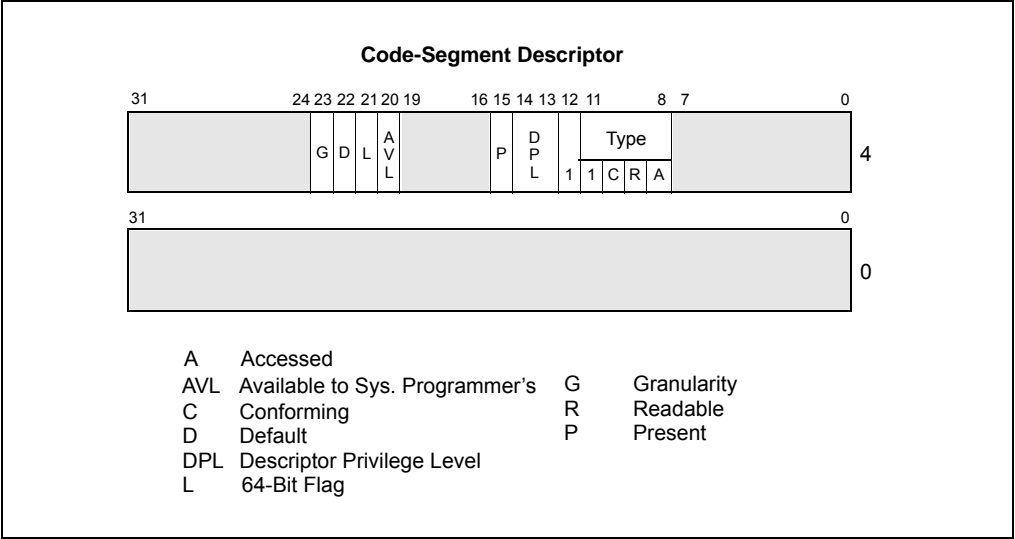 Code-Segment Descriptor
31 24 23 22 21 20 19 16 15 14 13 12 11 8 7 0
G D L AVL P DPL 1 Type 4
1 C R A
31 0
0
A Accessed
AVL Available to Sys. Programmer's
C Conforming
D Default
DPL Descriptor Privilege Level
L 64-Bit Flag
G Granularity
R Readable
P Present